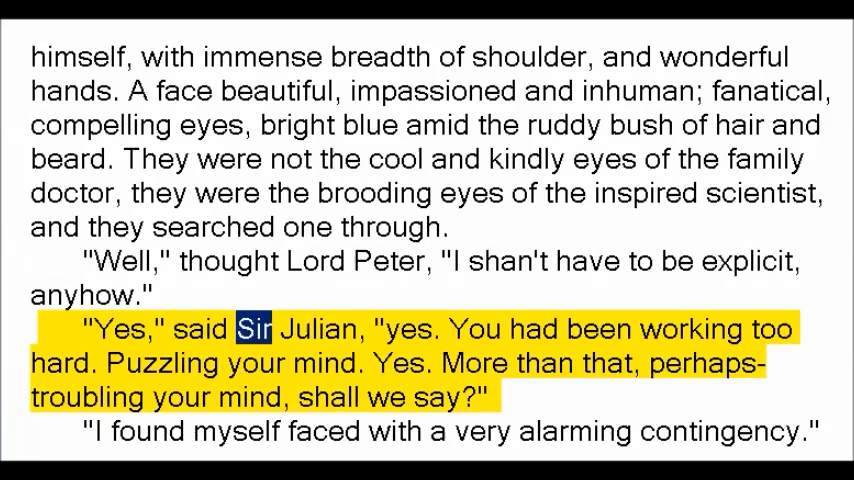 himself, with immense breadth of shoulder, and wonderful
hands. A face beautiful, impassioned and inhuman; fanatical,
compelling eyes, bright blue amid the ruddy bush of hair and
beard. They were not the cool and kindly eyes of the family
doctor, they were the brooding eyes of the inspired scientist,
and they searched one through.
"Well," thought Lord Peter, "I shan't have to be explicit,
anyhow."
"Yes," said Sir Julian, "yes. You had been working too
hard. Puzzling your mind. Yes. More than that, perhaps-
troubling your mind, shall we say?"
"I found myself faced with a very alarming contingency."